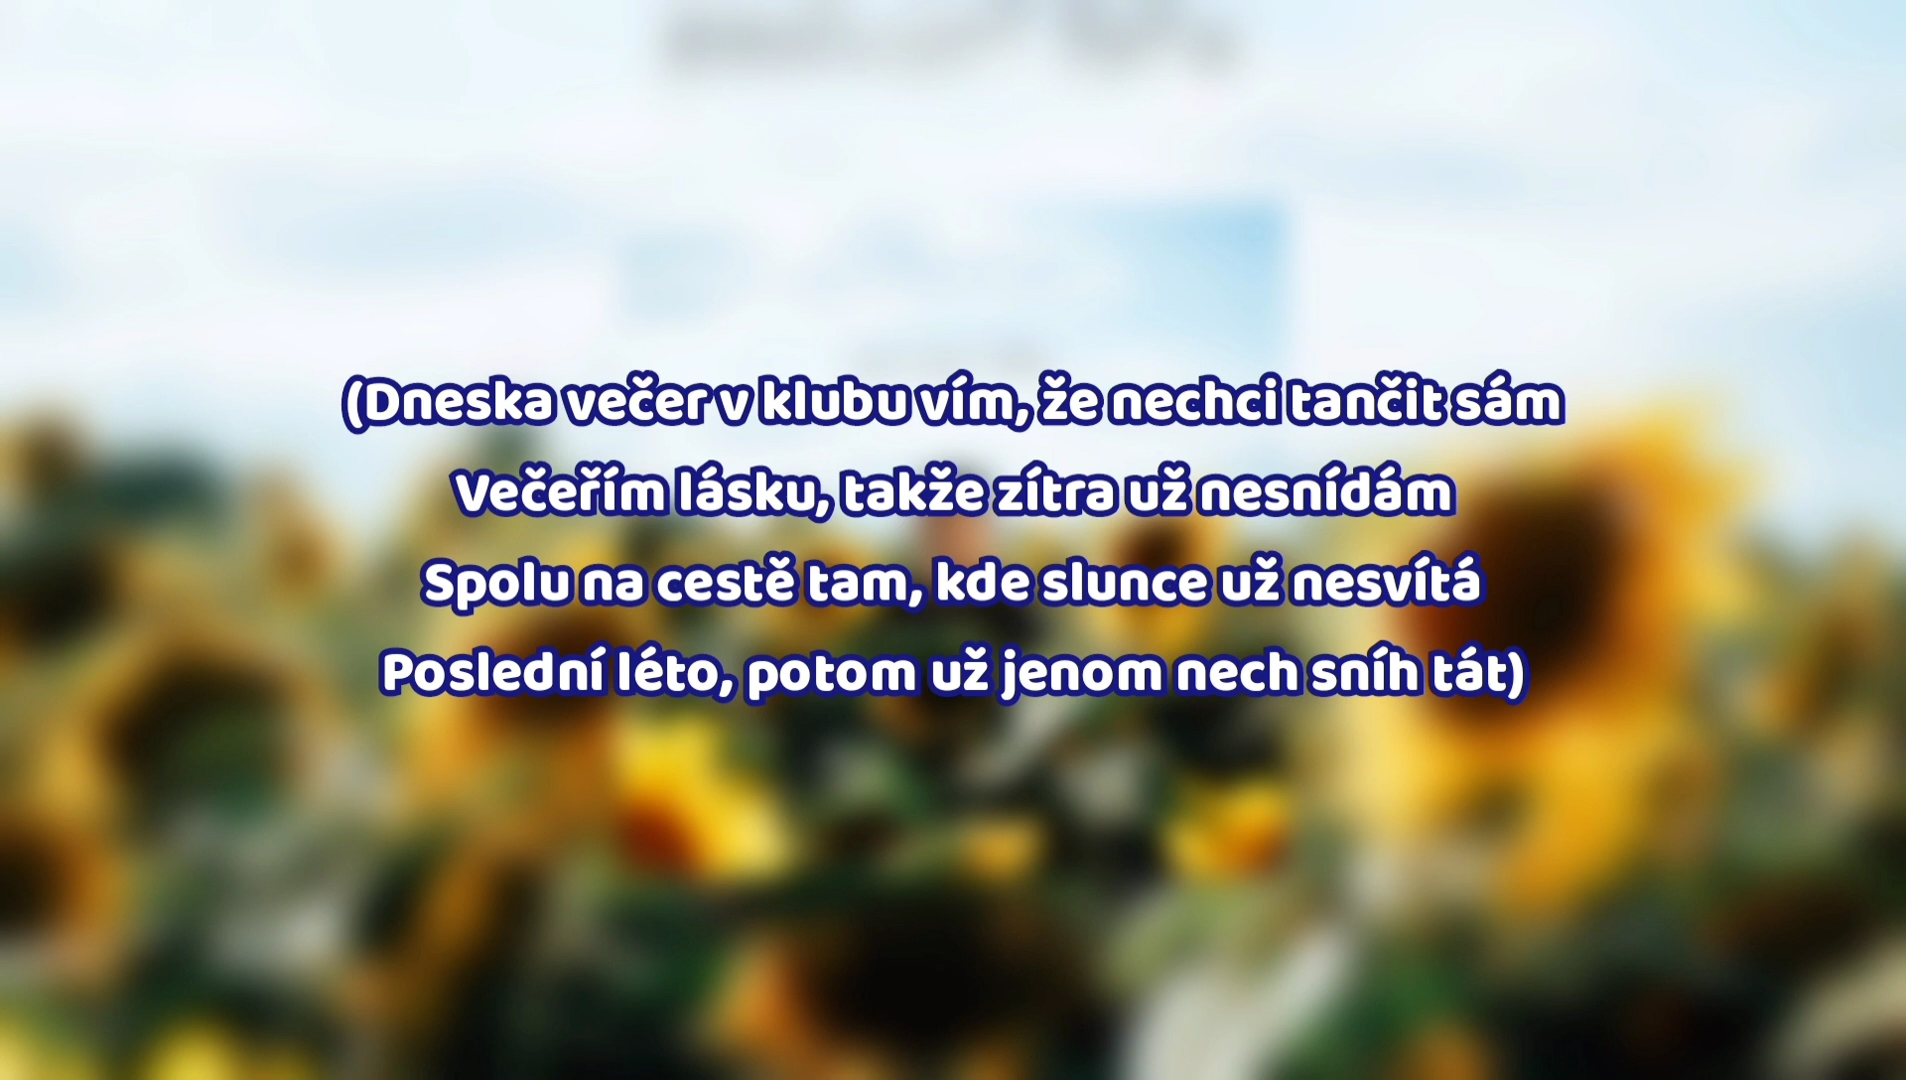 (Dneska večer v klubu vím, že nechci tančit sám
Večeřím lásku, takže zítra už nesnídám
Spolu na cestě tam, kde slunce už nesvítá
Poslední léto, potom už jenom nech sníh tát)